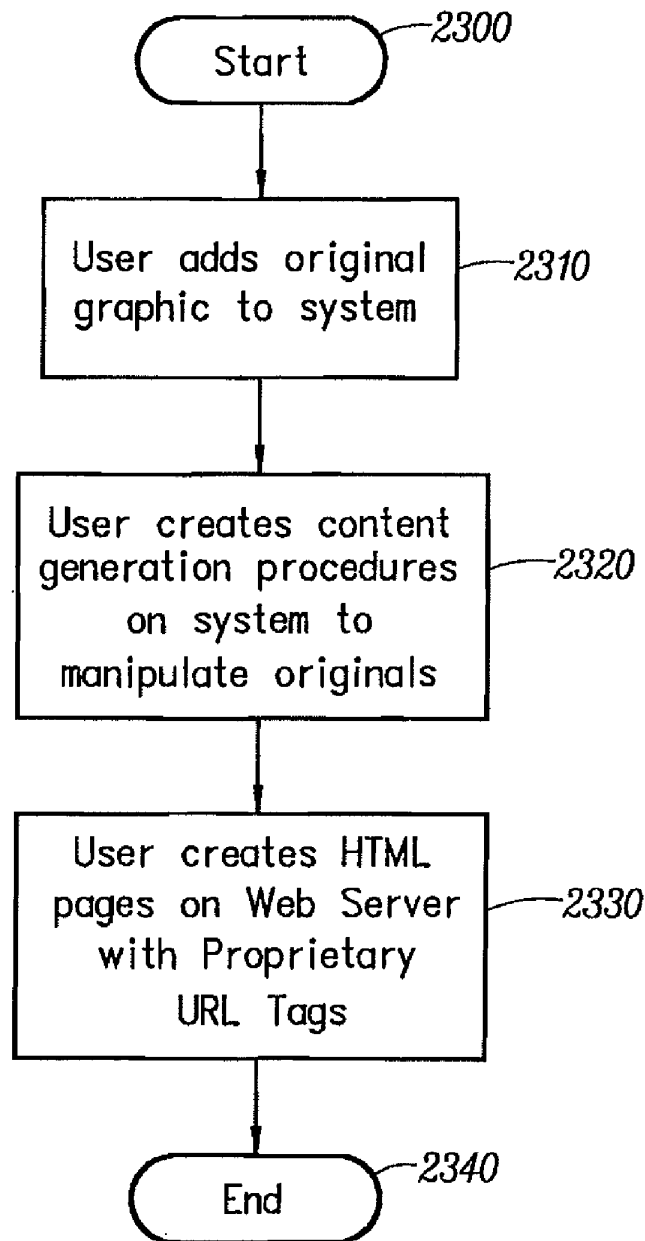 Start
2300
User adds original
graphic to system
2310
User creates content
generation procedures
on system to
manipulate originals
2320
User creates HTML
pages on Web Server
with Proprietary
URL Tags
2330
End
2340